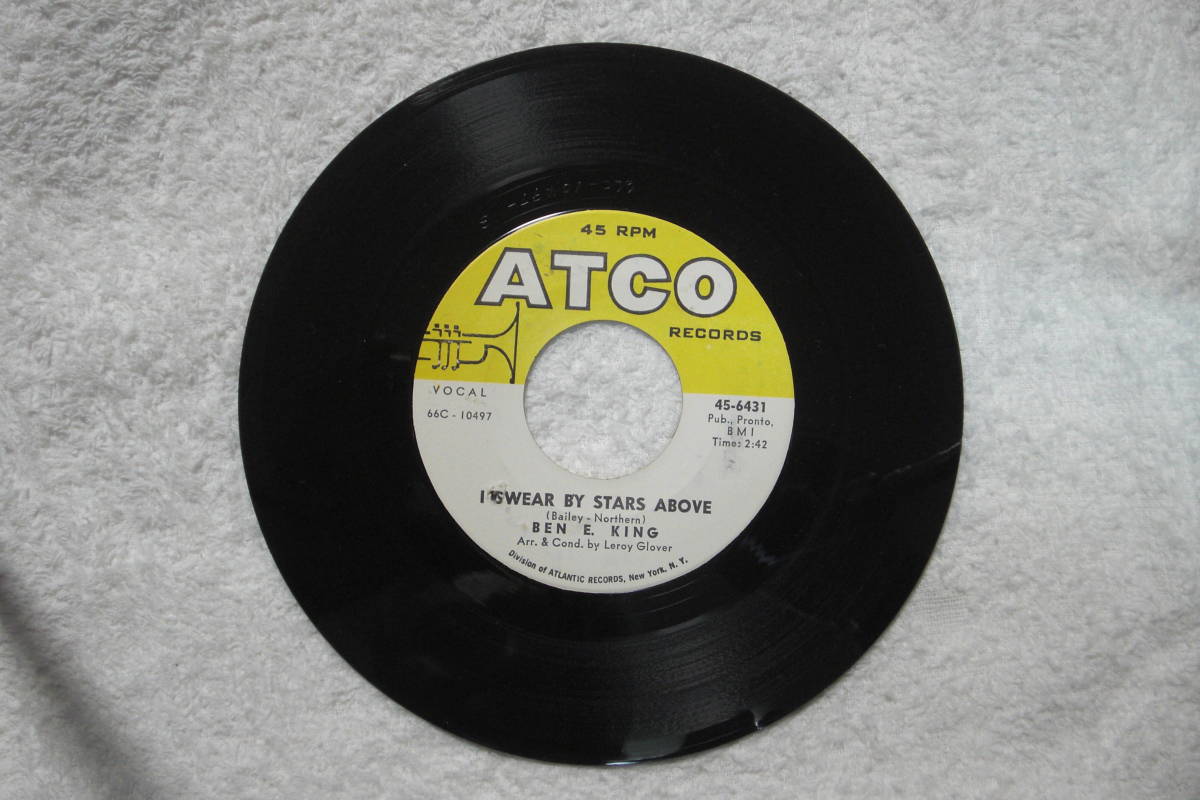 45 RPM
ATCO
RECORDS
VOCAL
66C - 10497
45-6431
Pub., Pronto,
BMI
Time: 2:42
I SWEAR BY STARS ABOVE
(Bailey - Northern)
BEN E. KING
Arr. & Cond. by Leroy Glover
Division of ATLANTIC RECORDS, New York, N. Y.